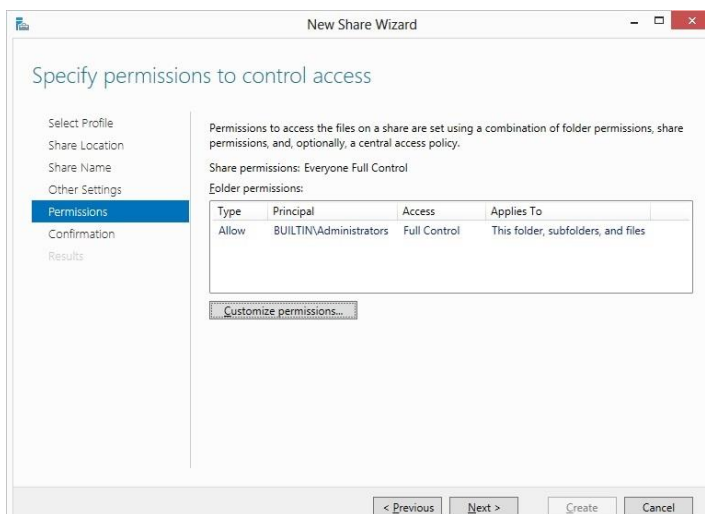 New Share Wizard
Specify permissions to control access
Select Profile
Share Location
Share Name
Other Settings
Permissions
Confirmation
Results
Permissions to access the files on a share are set using a combination of folder permissions, share
permissions, and, optionally, a central access policy.
Share permissions: Everyone Full Control
Folder permissions:
Type Principal Access Applies To
Allow BUILTIN\Administrators Full Control This folder, subfolders, and files
Customize permissions...
< Previous Next > Create Cancel